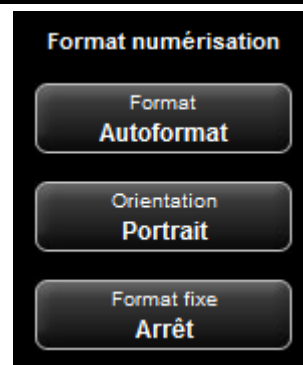 Format numérisation
Format
Autoformat
Orientation
Portrait
Format fixe
Arrêt